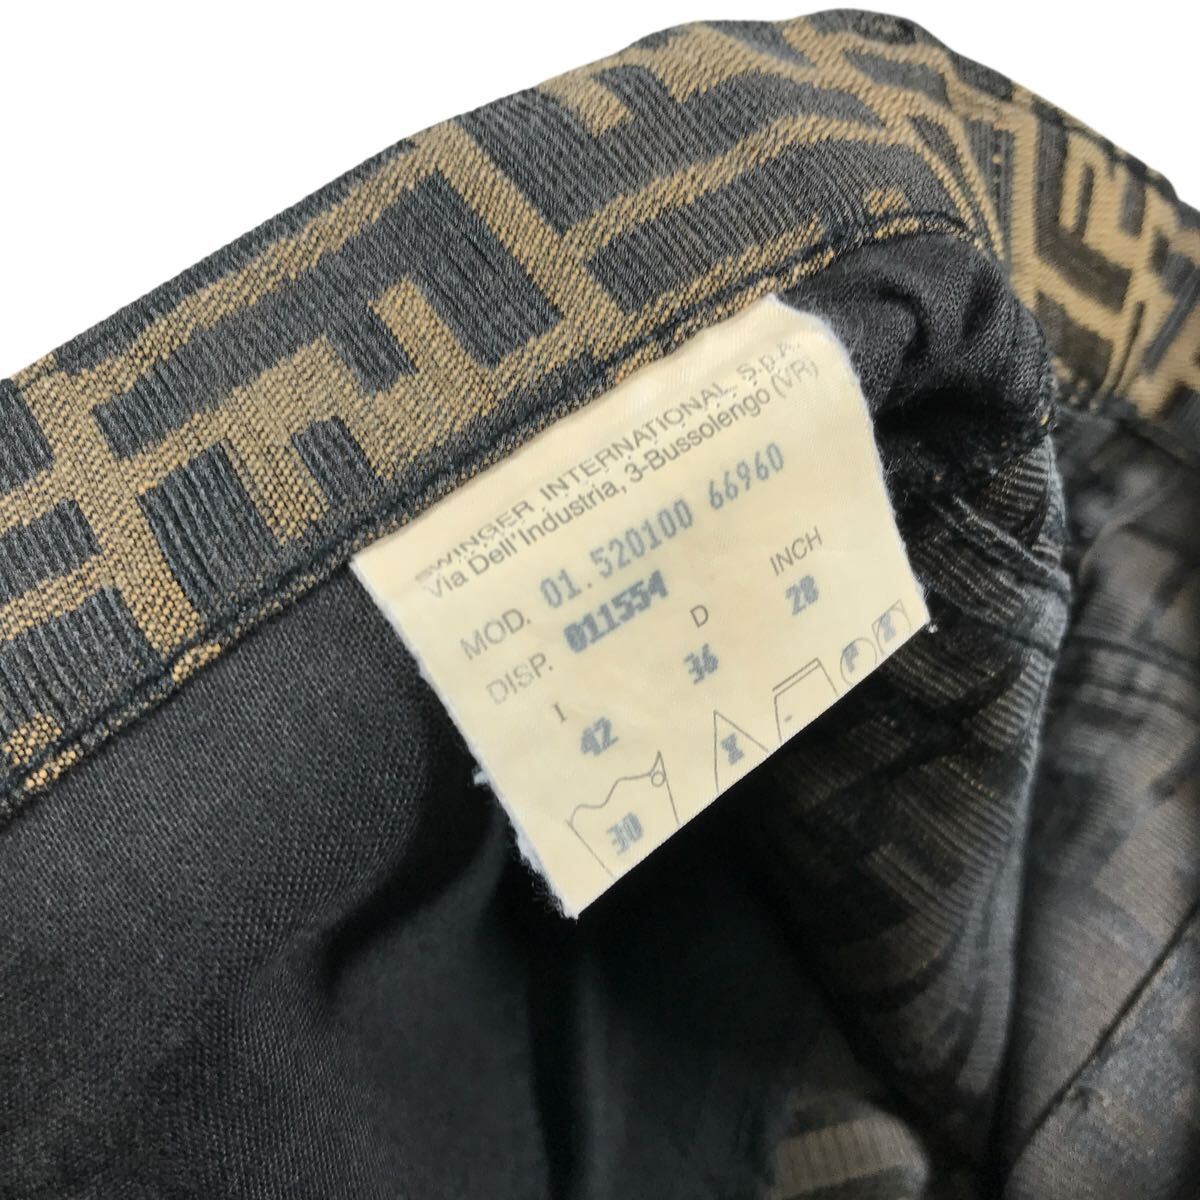 SWINGER INTERNATIONAL S.p.A.
Via Dell'Industria, 3-Bussolengo (VR)
MOD. 01.520100 66960
DISP. 011554
I D INCH
42 36 28
30
P